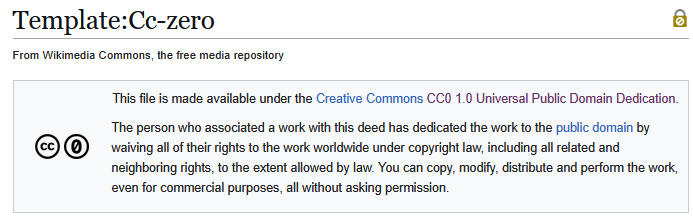 Template:Cc-zero
From Wikimedia Commons, the free media repository
This file is made available under the Creative Commons CC0 1.0 Universal Public Domain Dedication.
The person who associated a work with this deed has dedicated the work to the public domain by
waiving all of their rights to the work worldwide under copyright law, including all related and
neighboring rights, to the extent allowed by law. You can copy, modify, distribute and perform the work,
even for commercial purposes, all without asking permission.
cc 0